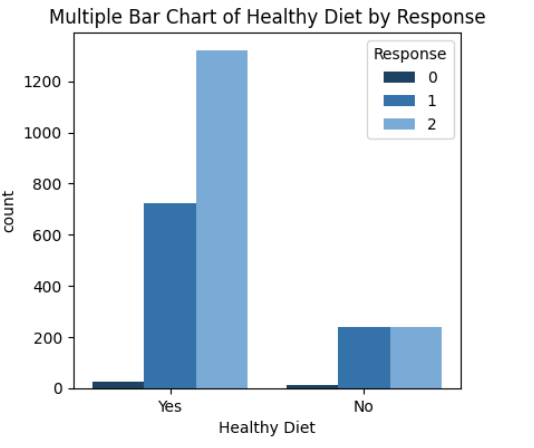 Multiple Bar Chart of Healthy Diet by Response
Response
0
1
2
1200
1000
800
600
400
200
0
count
Yes
No
Healthy Diet